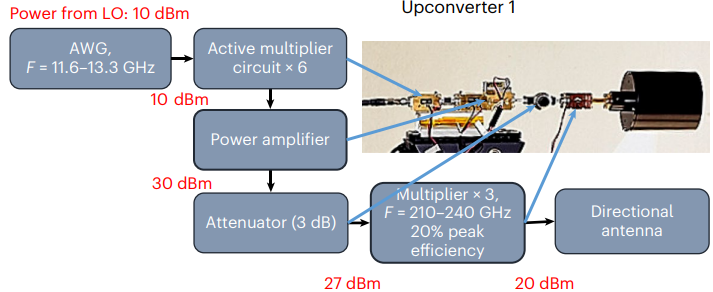 Upconverter 1
Power from LO: 10 dBm
AWG,
F = 11.6–13.3 GHz
Active multiplier
circuit × 6
10 dBm
Power amplifier
30 dBm
Attenuator (3 dB)
Multiplier × 3,
F = 210–240 GHz
20% peak
efficiency
Directional
antenna
27 dBm
20 dBm